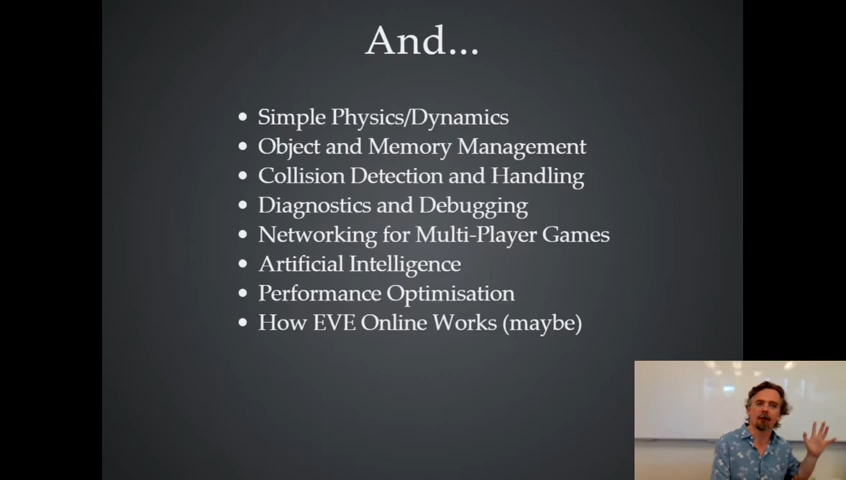 And...
• Simple Physics/Dynamics
• Object and Memory Management
• Collision Detection and Handling
• Diagnostics and Debugging
• Networking for Multi-Player Games
• Artificial Intelligence
• Performance Optimisation
• How EVE Online Works (maybe)